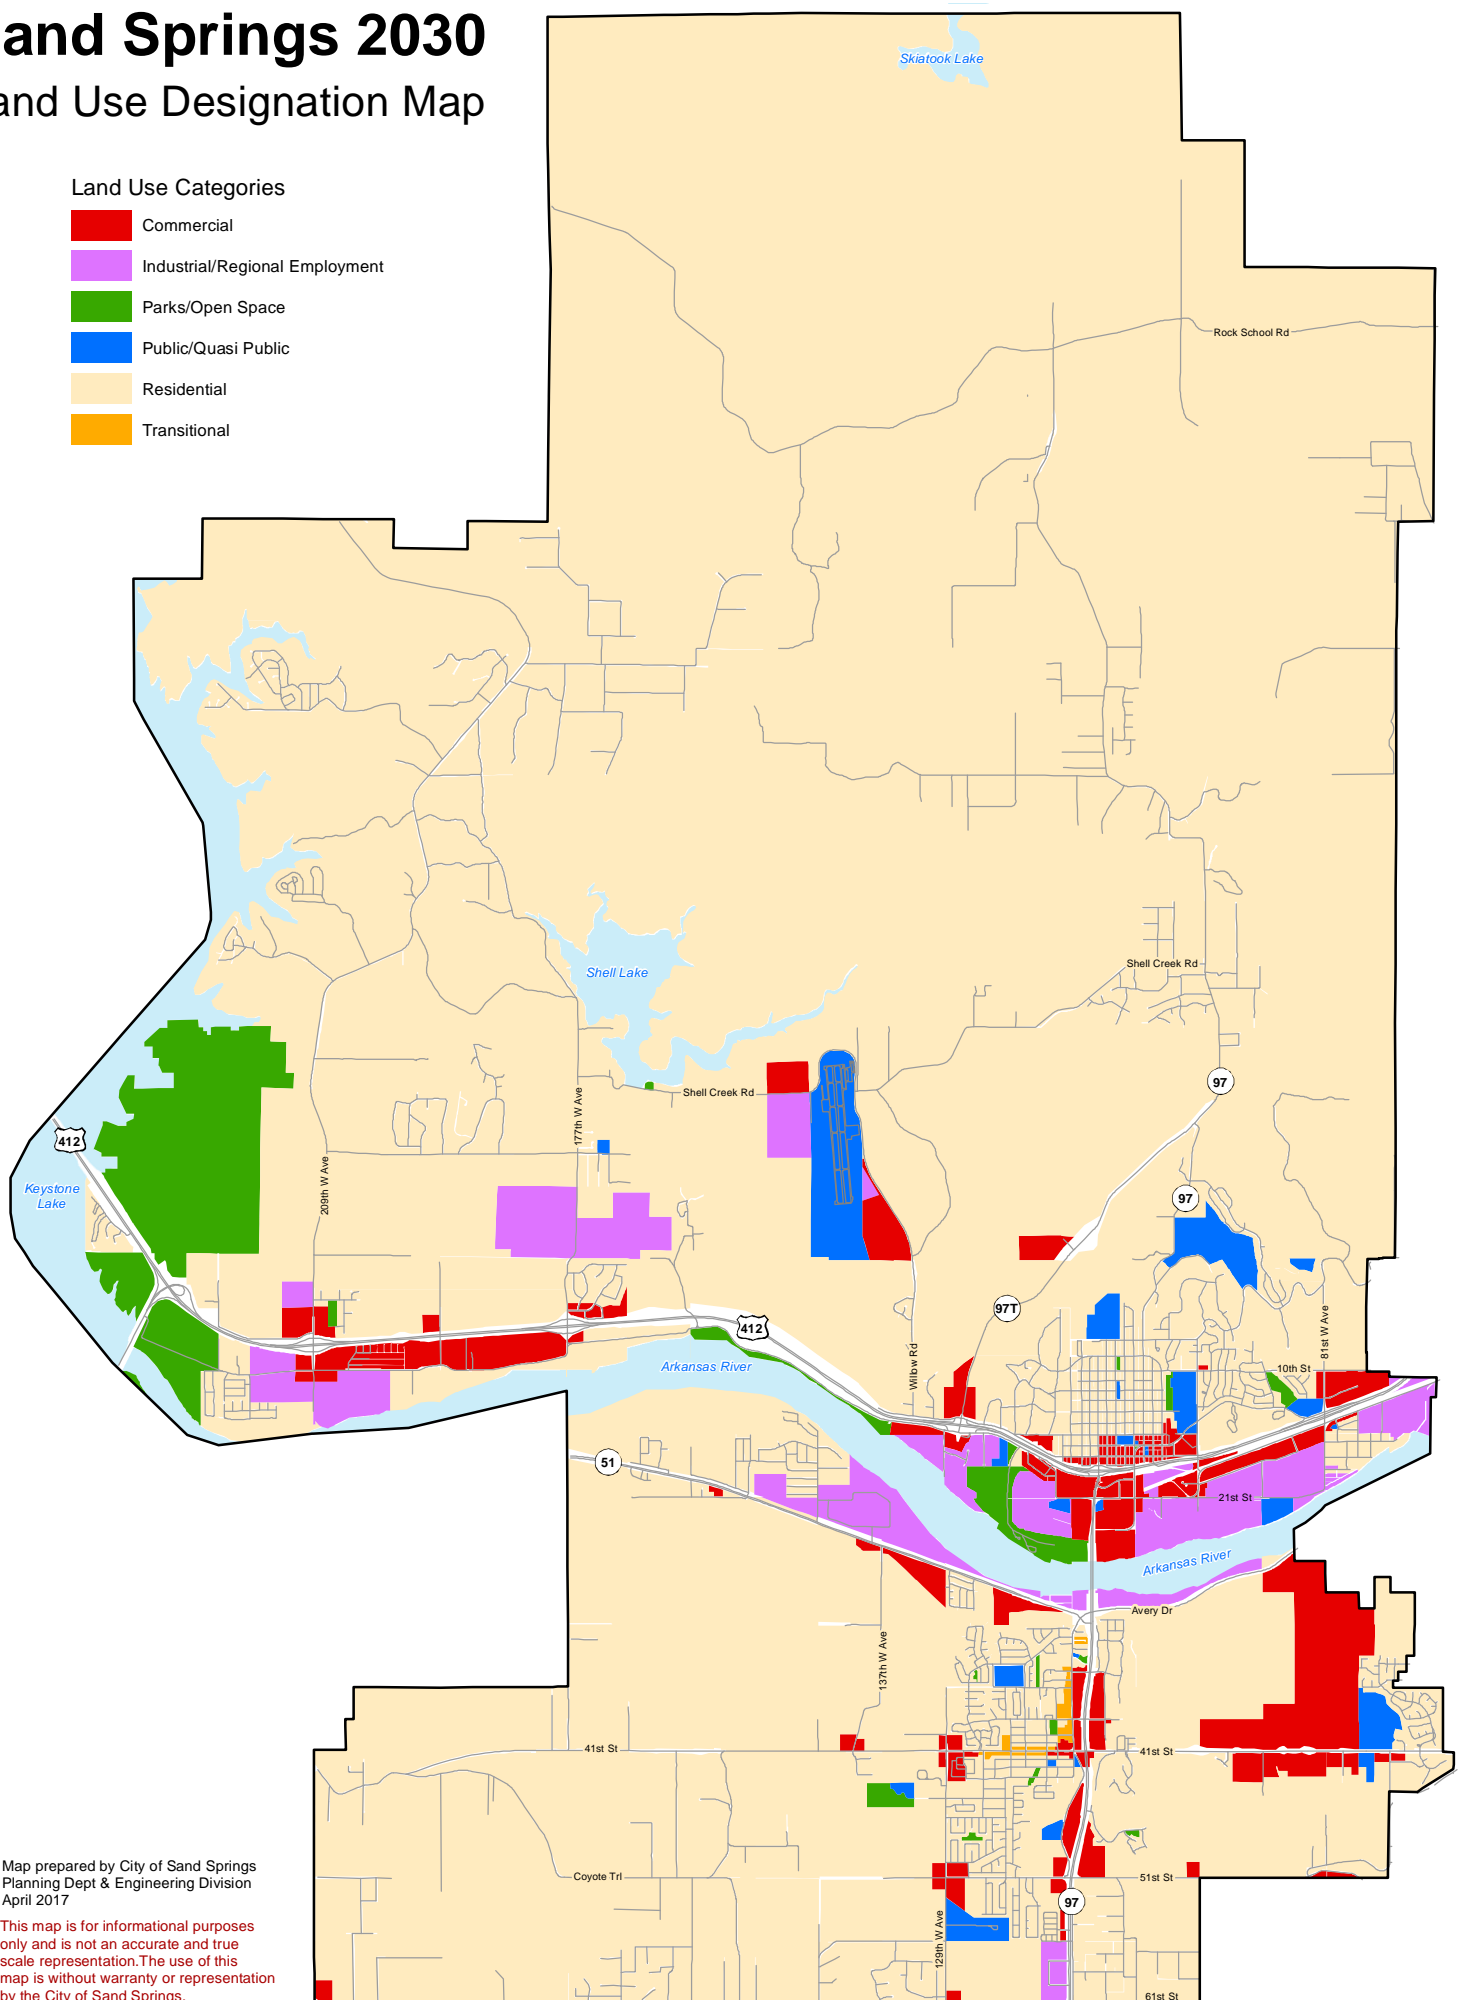 and Springs 2030
and Use Designation Map
Land Use Categories
Commercial
Industrial/Regional Employment
Parks/Open Space
Public/Quasi Public
Residential
Transitional
Skiatook Lake
Rock School Rd
Shell Lake
Shell Creek Rd
Shell Creek Rd
97
177th W Ave
412
Keystone
Lake
209th W Ave
97
97T
412
81st W Ave
Wilow Rd
Arkansas River
10th St
51
21st St
Arkansas River
Avery Dr
137th W Ave
41st St
41st St
Coyote Trl
51st St
97
129th W Ave
61st St
Map prepared by City of Sand Springs
Planning Dept & Engineering Division
April 2017
This map is for informational purposes
only and is not an accurate and true
scale representation.The use of this
map is without warranty or representation
by the City of Sand Springs.